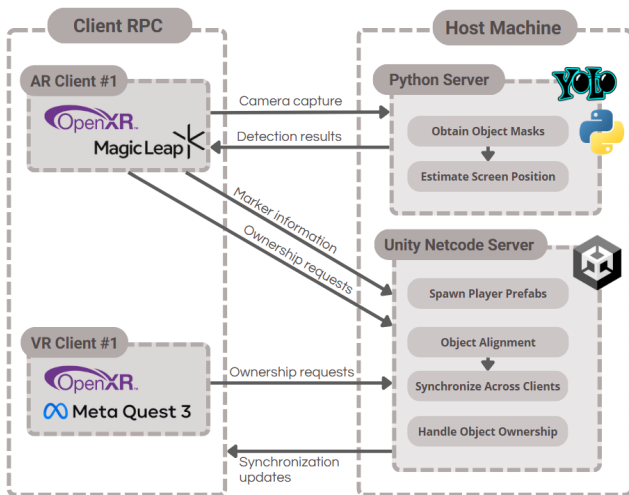 Client RPC
Host Machine
AR Client #1
OpenXR™
Magic Leap
Camera capture
Detection results
Marker information
Ownership requests
Python Server
YOLO
Obtain Object Masks
Estimate Screen Position
Unity Netcode Server
Spawn Player Prefabs
Object Alignment
Synchronize Across Clients
Handle Object Ownership
VR Client #1
OpenXR™
Meta Quest 3
Ownership requests
Synchronization
updates